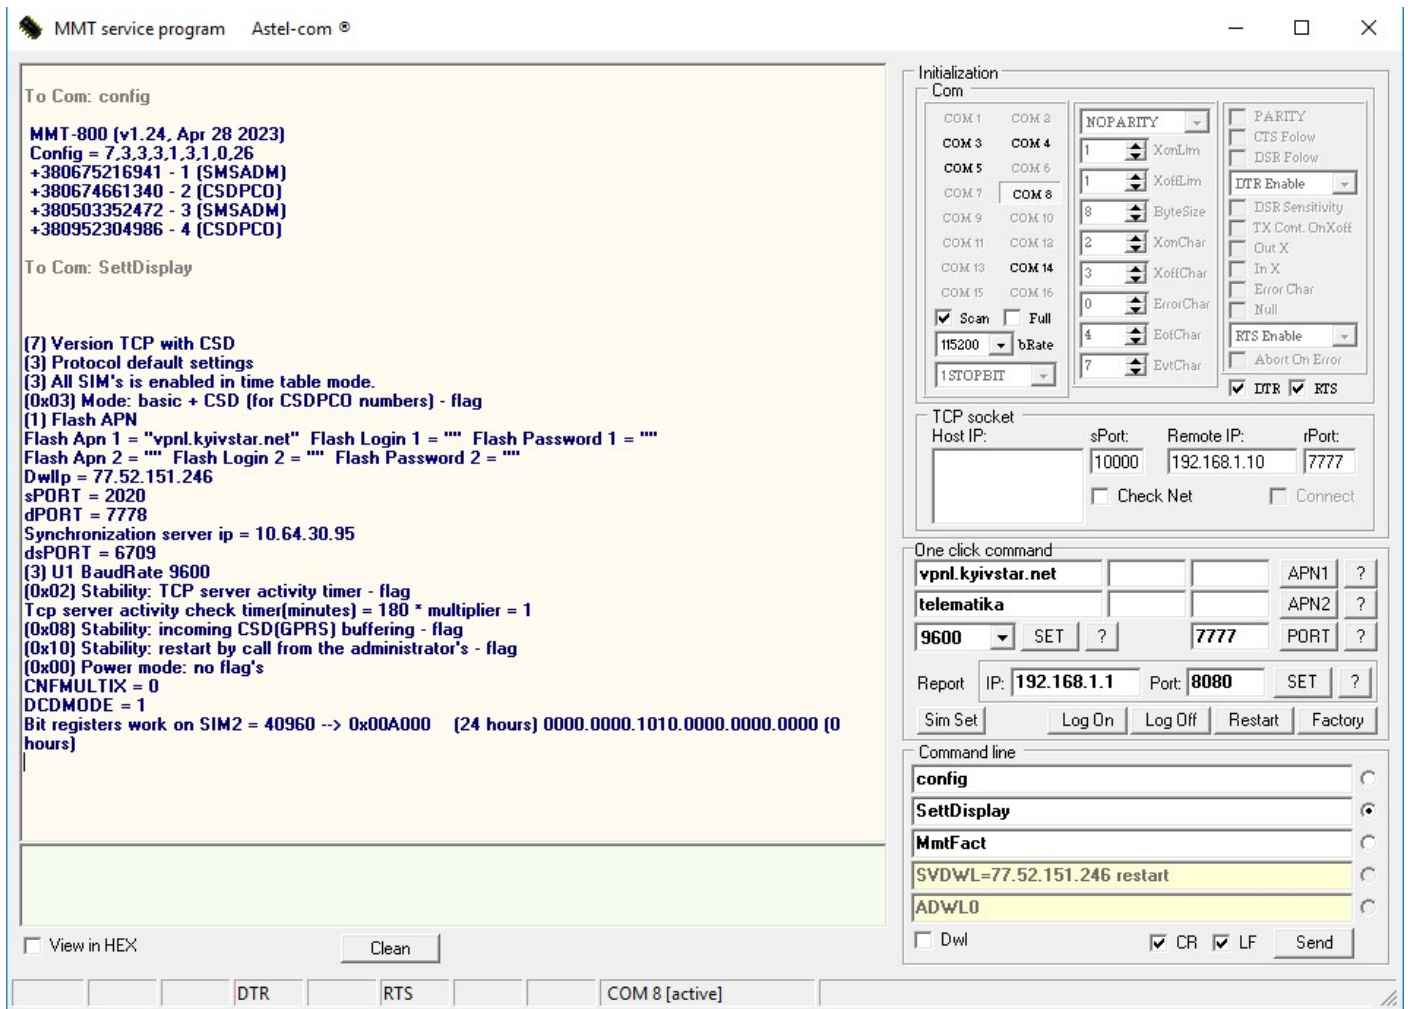 MMT service program Astel-com ®
To Com: config
MMT-800 (v1.24, Apr 28 2023)
Config = 7,3,3,3,1,3,1,0,26
+380675216941 - 1 (SMSADM)
+380674661340 - 2 (CSDPCO)
+380503352472 - 3 (SMSADM)
+380952304986 - 4 (CSDPCO)
To Com: SettDisplay
(7) Version TCP with CSD
(3) Protocol default settings
(3) All SIM's is enabled in time table mode.
(0x03) Mode: basic + CSD (for CSDPCO numbers) - flag
(1) Flash APN
Flash Apn 1 = "vpnl.kyivstar.net" Flash Login 1 = "" Flash Password 1 = ""
Flash Apn 2 = "" Flash Login 2 = "" Flash Password 2 = ""
DwlIp = 77.52.151.246
sPORT = 2020
dPORT = 7778
Synchronization server ip = 10.64.30.95
dsPORT = 6709
(3) U1 BaudRate 9600
(0x02) Stability: TCP server activity timer - flag
Tcp server activity check timer(minutes) = 180 * multiplier = 1
(0x08) Stability: incoming CSD(GPRS) buffering - flag
(0x10) Stability: restart by call from the administrator's - flag
(0x00) Power mode: no flag's
CNFMULTIX = 0
DCDMODE = 1
Bit registers work on SIM2 = 40960 --> 0x00A000 (24 hours) 0000.0000.1010.0000.0000.0000 (0
hours)
View in HEX
Clean
DTR RTS COM 8 [active]
Initialization
Com
COM 1 COM 2
COM 3 COM 4
COM 5 COM 6
COM 7 COM 8
COM 9 COM 10
COM 11 COM 12
COM 13 COM 14
COM 15 COM 16
Scan Full
115200 bRate
1STOPBIT
NOPARITY
1 XonLim
1 XoffLim
8 ByteSize
2 XonChar
3 XoffChar
0 ErrorChar
4 EofChar
7 EvtChar
PARITY
CTS Folow
DSR Folow
DTR Enable
DSR Sensitivity
TX Cont. OnXoff
Out X
In X
Error Char
Null
RTS Enable
Abort On Error
DTR RTS
TCP socket
Host IP: sPort: Remote IP: rPort:
10000 192.168.1.10 7777
Check Net Connect
One click command
vpnl.kyivstar.net APN1 ?
telematika APN2 ?
9600 SET ? 7777 PORT ?
Report IP: 192.168.1.1 Port: 8080 SET ?
Sim Set Log On Log Off Restart Factory
Command line
config
SettDisplay
MmtFact
SVDWL=77.52.151.246 restart
ADWL0
Dwl CR LF Send